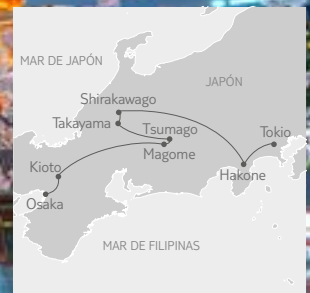 MAR DE JAPÓN
JAPÓN
Shirakawago
Takayama
Tsumago
Tokio
Magome
Kioto
Hakone
Osaka
MAR DE FILIPINAS